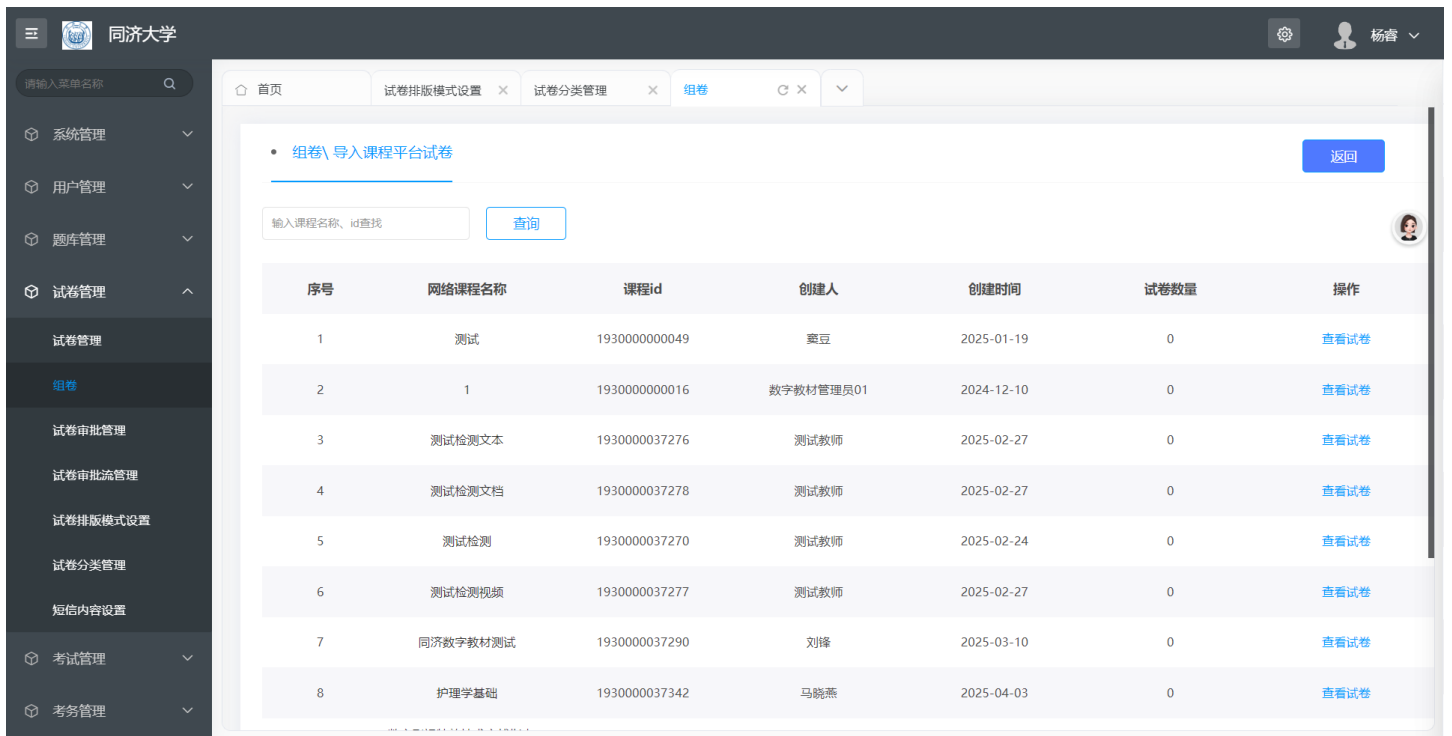 同济大学
杨睿
请输入菜单名称
首页
试卷排版模式设置
试卷分类管理
组卷
系统管理
用户管理
题库管理
试卷管理
试卷管理
组卷
试卷审批管理
试卷审批流管理
试卷排版模式设置
试卷分类管理
短信内容设置
考试管理
考务管理
组卷\ 导入课程平台试卷
返回
输入课程名称、id查找
查询
序号 网络课程名称 课程id 创建人 创建时间 试卷数量 操作
1 测试 1930000000049 窦豆 2025-01-19 0 查看试卷
2 1 1930000000016 数字教材管理员01 2024-12-10 0 查看试卷
3 测试检测文本 1930000037276 测试教师 2025-02-27 0 查看试卷
4 测试检测文档 1930000037278 测试教师 2025-02-27 0 查看试卷
5 测试检测 1930000037270 测试教师 2025-02-24 0 查看试卷
6 测试检测视频 1930000037277 测试教师 2025-02-27 0 查看试卷
7 同济数字教材测试 1930000037290 刘锋 2025-03-10 0 查看试卷
8 护理学基础 1930000037342 马晓燕 2025-04-03 0 查看试卷